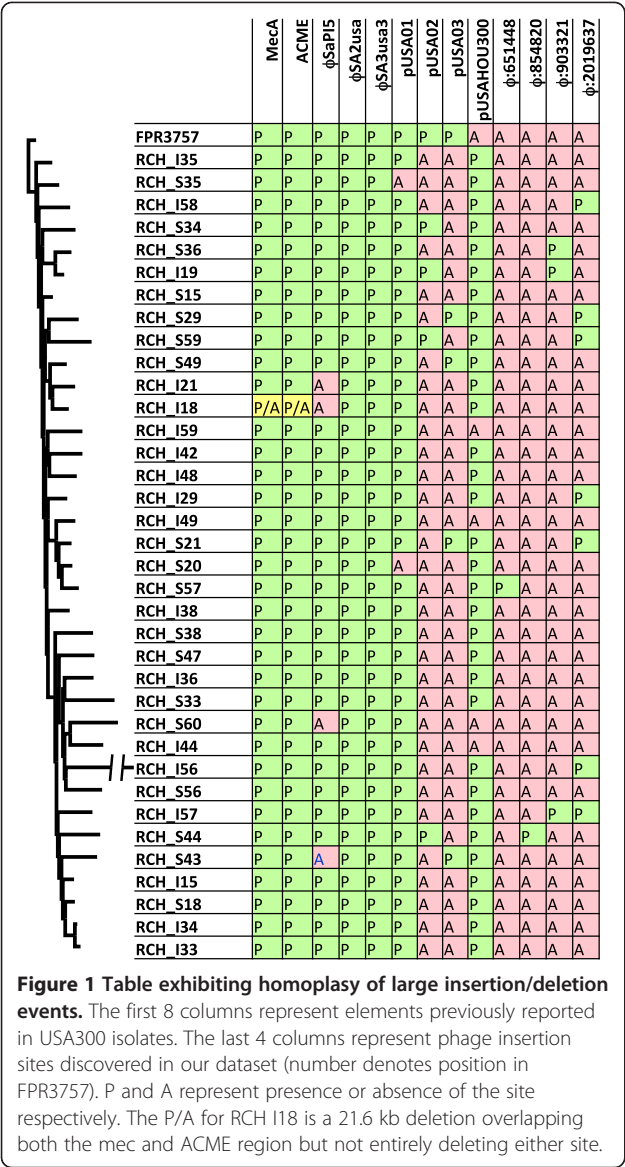 MecA ACME ϕSaPI5 ϕSA2usa ϕSA3usa3 pUSA01 pUSA02 pUSA03 pUSAHOU300 ϕ:651448 ϕ:854820 ϕ:903321 ϕ:2019637
FPR3757 P P P P P P P P A A A A A
RCH_I35 P P P P P P A A P A A A A
RCH_S35 P P P P P A A A P A A A A
RCH_I58 P P P P P P A A P A A A P
RCH_S34 P P P P P P P A P A A A A
RCH_S36 P P P P P P A A P A A P A
RCH_I19 P P P P P P P A P A A P A
RCH_S15 P P P P P P A A P A A A A
RCH_S29 P P P P P P A P P A A A P
RCH_S59 P P P P P P P A P A A A P
RCH_S49 P P P P P P A P P A A A A
RCH_I21 P P A P P P A A P A A A A
RCH_I18 P/A P/A A P P P A A P A A A A
RCH_I59 P P P P P P A A A A A A A
RCH_I42 P P P P P P A A P A A A A
RCH_I48 P P P P P P A A P A A A A
RCH_I29 P P P P P P A A P A A A P
RCH_I49 P P P P P P A A A A A A A
RCH_S21 P P P P P P A P P A A A P
RCH_S20 P P P P P A A A P A A A A
RCH_S57 P P P P P P A A P P A A A
RCH_I38 P P P P P P A A P A A A A
RCH_S38 P P P P P P A A P A A A A
RCH_S47 P P P P P P A A P A A A A
RCH_I36 P P P P P P A A P A A A A
RCH_S33 P P P P P P A A P A A A A
RCH_S60 P P A P P P A A A A A A A
RCH_I44 P P P P P P A A A A A A A
RCH_I56 P P P P P P A A P A A A P
RCH_S56 P P P P P P A A P A A A A
RCH_I57 P P P P P P A A P A A P P
RCH_S44 P P P P P P P A P A P A A
RCH_S43 P P A P P P A P P A A A A
RCH_I15 P P P P P P A A P A A A A
RCH_S18 P P P P P P A A P A A A A
RCH_I34 P P P P P P A A P A A A A
RCH_I33 P P P P P P A A P A A A A
Figure 1 Table exhibiting homoplasy of large insertion/deletion
events. The first 8 columns represent elements previously reported
in USA300 isolates. The last 4 columns represent phage insertion
sites discovered in our dataset (number denotes position in
FPR3757). P and A represent presence or absence of the site
respectively. The P/A for RCH I18 is a 21.6 kb deletion overlapping
both the mec and ACME region but not entirely deleting either site.